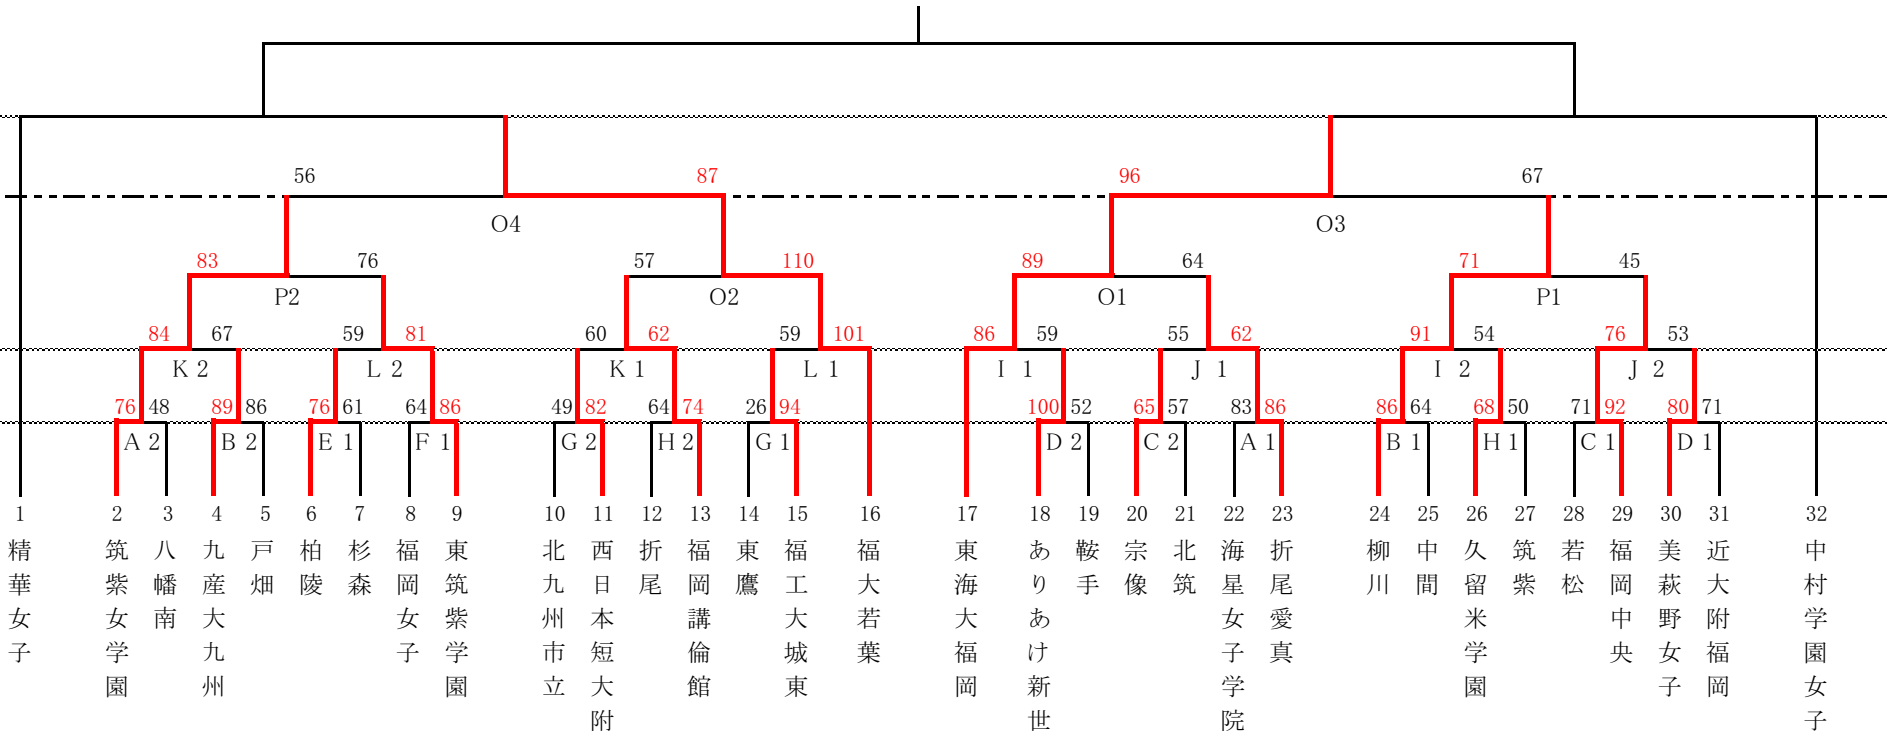 56 87 96 67
O4 O3
83 76 57 110 89 64 71 45
P2 O2 O1 P1
84 67 59 81 60 62 59 101 86 59 55 62 91 54 76 53
K 2 L 2 K 1 L 1 I 1 J 1 I 2 J 2
76 48 89 86 76 61 64 86 49 82 64 74 26 94 100 52 65 57 83 86 86 64 68 50 71 92 80 71
A 2 B 2 E 1 F 1 G 2 H 2 G 1 D 2 C 2 A 1 B 1 H 1 C 1 D 1
1 2 3 4 5 6 7 8 9 10 11 12 13 14 15 16 17 18 19 20 21 22 23 24 25 26 27 28 29 30 31 32
精華女子
筑紫女学園
八幡南
九産大九州
戸畑
柏陵
杉森
福岡女子
東筑紫学園
北九州市立
西日本短大附
折尾
福岡講倫館
東鷹
福工大城東
福大若葉
東海大福岡
ありあけ新世
鞍手
宗像
北筑
海星女子学院
折尾愛真
柳川
中間
久留米学園
筑紫
若松
福岡中央
美萩野女子
近大附福岡
中村学園女子